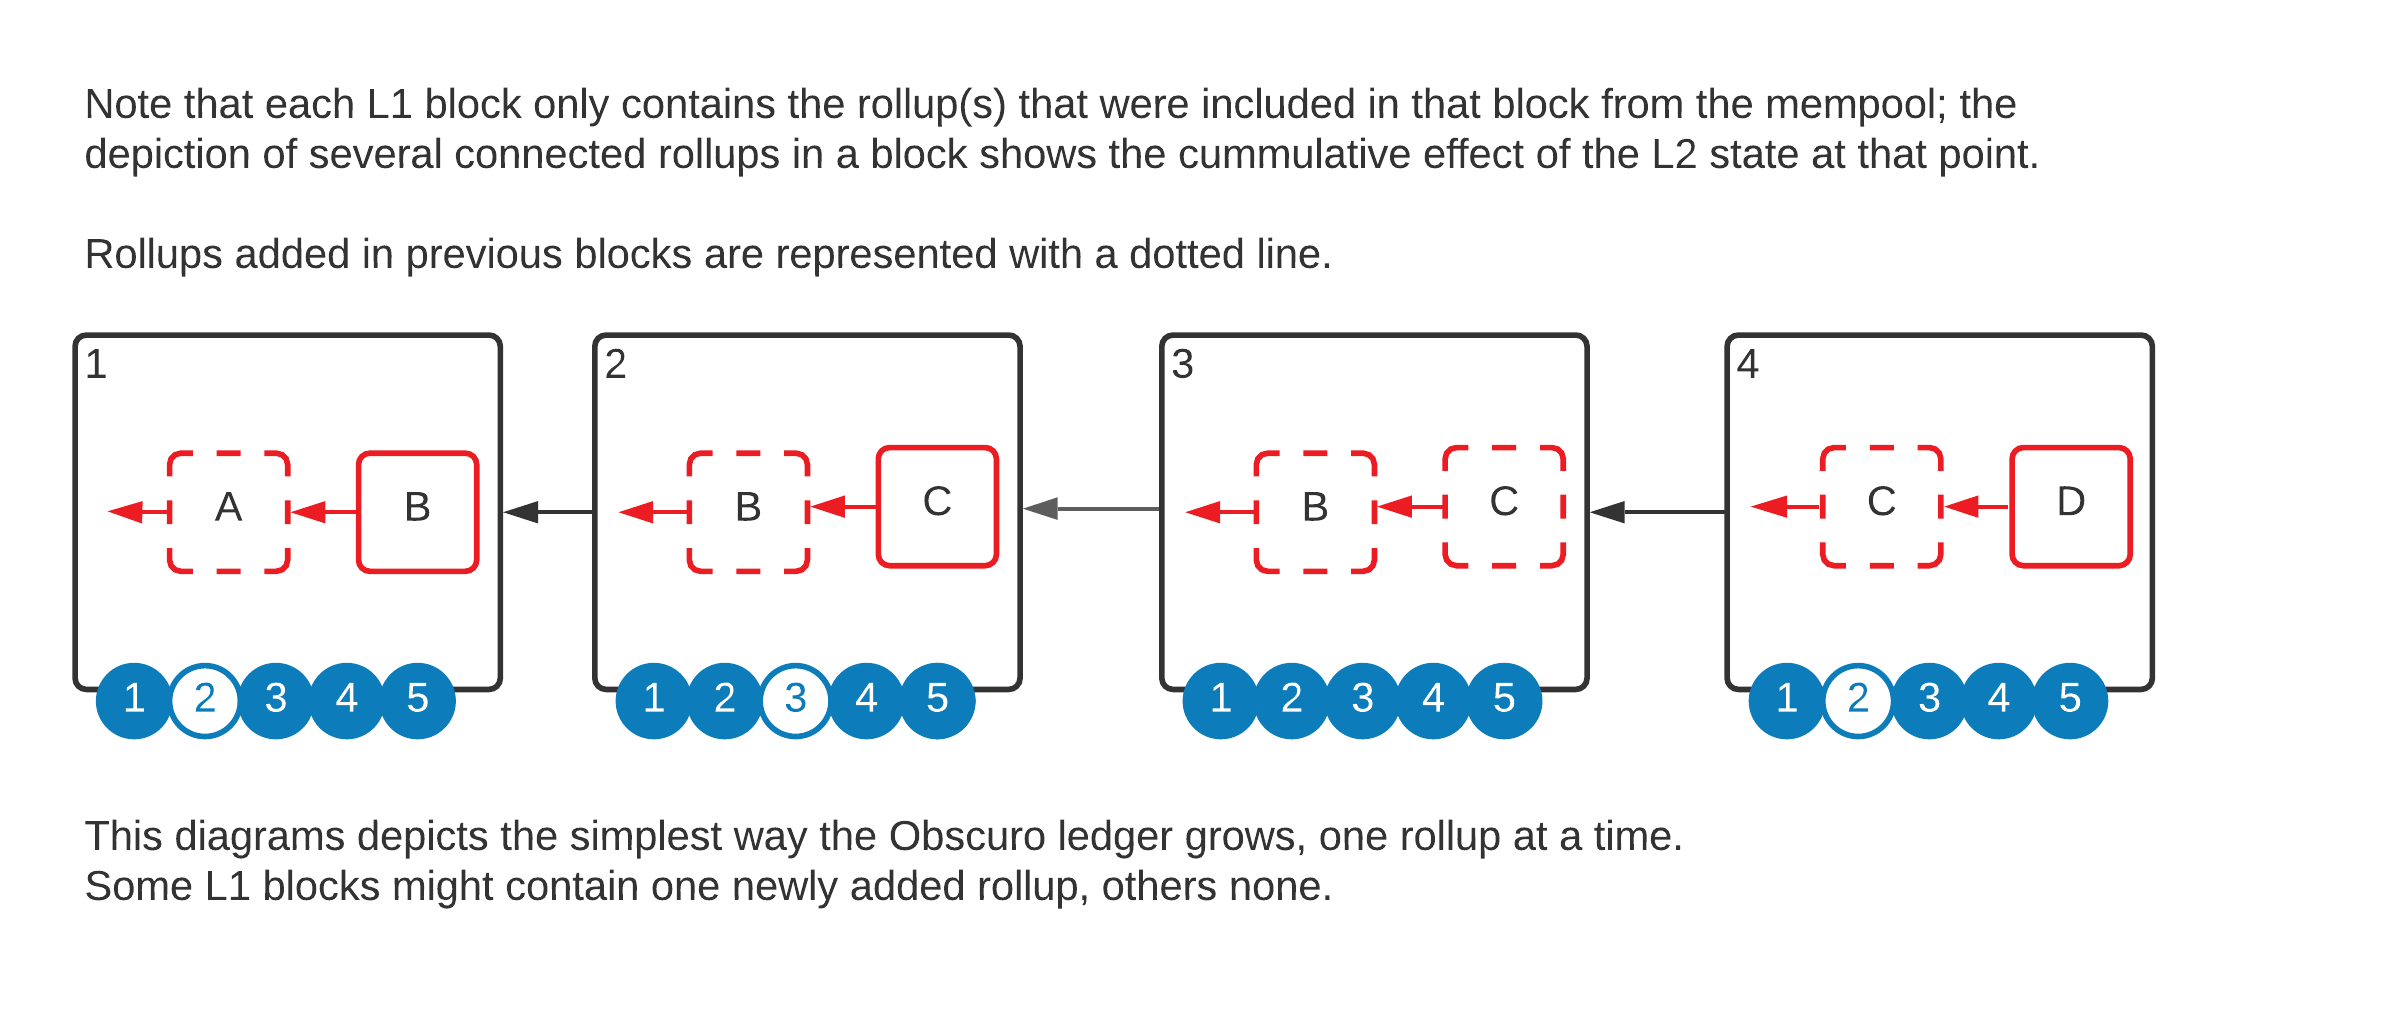 Note that each L1 block only contains the rollup(s) that were included in that block from the mempool; the
depiction of several connected rollups in a block shows the cummulative effect of the L2 state at that point.
Rollups added in previous blocks are represented with a dotted line.
1
A B
1 2 3 4 5
2
B C
1 2 3 4 5
3
B C
1 2 3 4 5
4
C D
1 2 3 4 5
This diagrams depicts the simplest way the Obscuro ledger grows, one rollup at a time.
Some L1 blocks might contain one newly added rollup, others none.